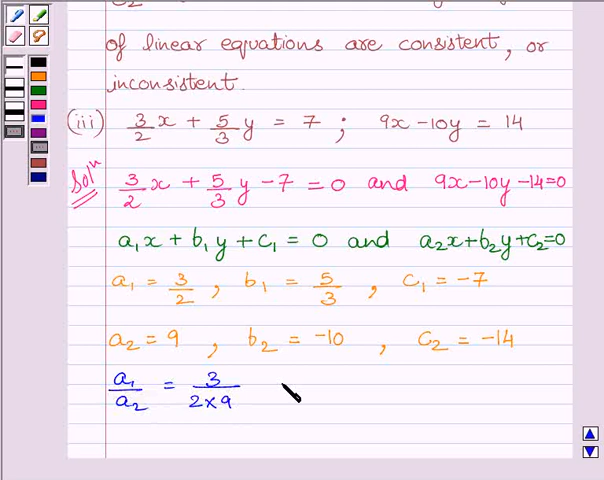 of linear equations are consistent, or
inconsistent.
(iii) 3/2 x + 5/3 y = 7 ; 9x - 10y = 14
Solⁿ 3/2 x + 5/3 y - 7 = 0 and 9x - 10y - 14 = 0
a₁x + b₁y + c₁ = 0 and a₂x + b₂y + c₂ = 0
a₁ = 3/2 , b₁ = 5/3 , c₁ = -7
a₂ = 9 , b₂ = -10 , c₂ = -14
a₁/a₂ = 3/(2×9)